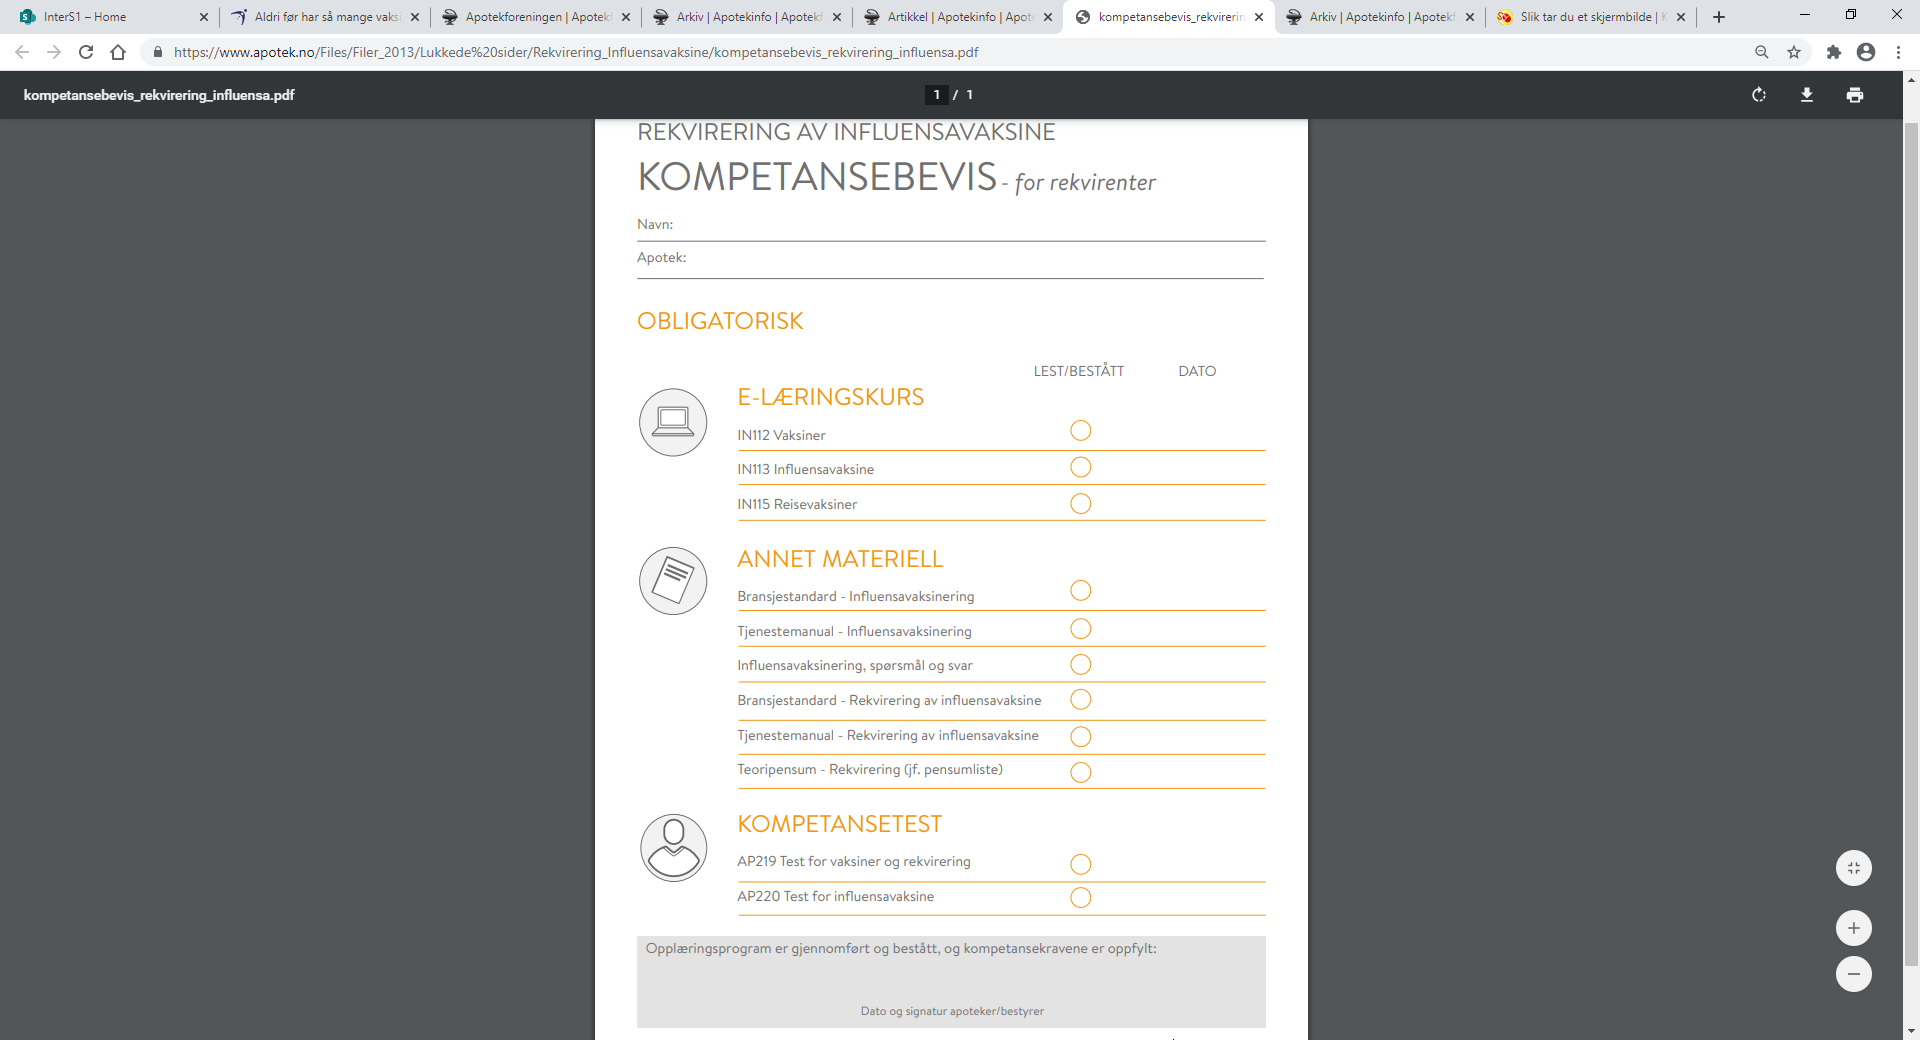 InterS1 – Home
Aldri før har så mange vaksi
Apotekforeningen | Apotekf
Arkiv | Apotekinfo | Apotekf
Artikkel | Apotekinfo | Apot
kompetansebevis_rekvirerin
Arkiv | Apotekinfo | Apotekf
Slik tar du et skjermbilde | K
https://www.apotek.no/Files/Filer_2013/Lukkede%20sider/Rekvirering_Influensavaksine/kompetansebevis_rekvirering_influensa.pdf
kompetansebevis_rekvirering_influensa.pdf
1 / 1
REKVIRERING AV INFLUENSAVAKSINE
KOMPETANSEBEVIS - for rekvirenter
Navn:
Apotek:
OBLIGATORISK
LEST/BESTÅTT DATO
E-LÆRINGSKURS
IN112 Vaksiner
IN113 Influensavaksine
IN115 Reisevaksiner
ANNET MATERIELL
Bransjestandard - Influensavaksinering
Tjenestemanual - Influensavaksinering
Influensavaksinering, spørsmål og svar
Bransjestandard - Rekvirering av influensavaksine
Tjenestemanual - Rekvirering av influensavaksine
Teoripensum - Rekvirering (jf. pensumliste)
KOMPETANSETEST
AP219 Test for vaksiner og rekvirering
AP220 Test for influensavaksine
Opplæringsprogram er gjennomført og bestått, og kompetansekravene er oppfylt:
Dato og signatur apoteker/bestyrer